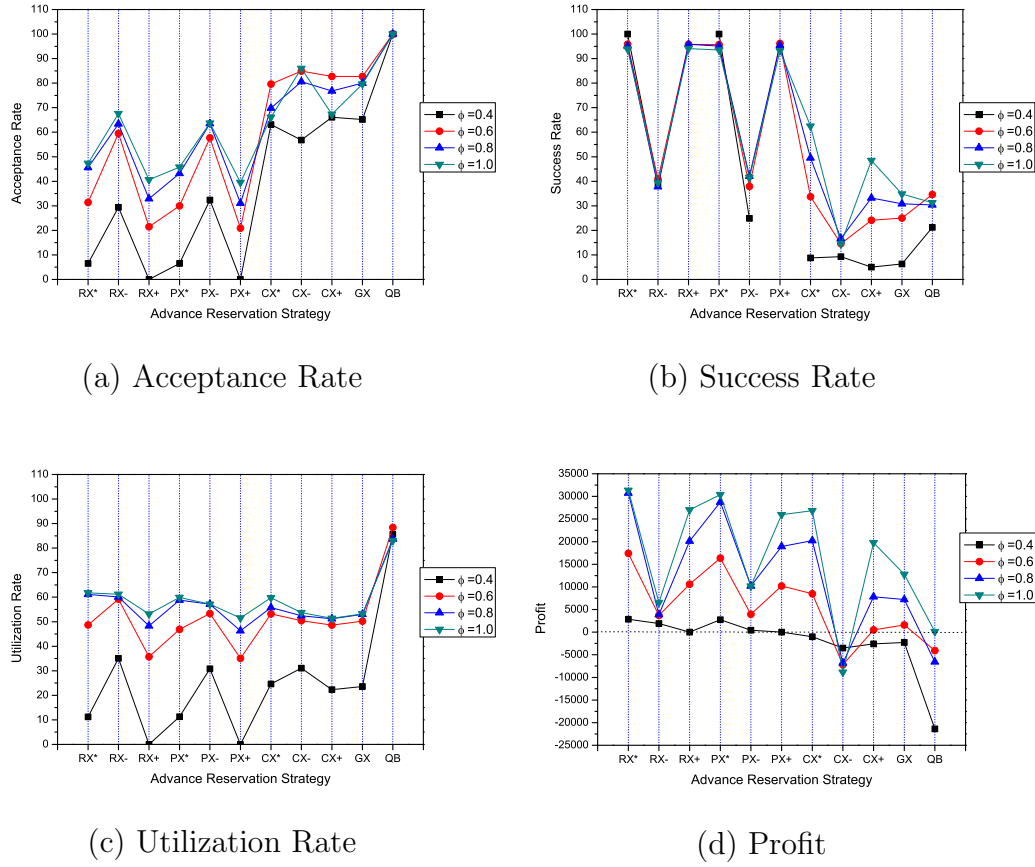 110
100
90
80
70
60
50
40
30
20
10
0
Acceptance Rate
RX* RX- RX+ PX* PX- PX+ CX* CX- CX+ GX QB
Advance Reservation Strategy
ϕ =0.4
ϕ =0.6
ϕ =0.8
ϕ =1.0
(a) Acceptance Rate
110
100
90
80
70
60
50
40
30
20
10
0
Success Rate
RX* RX- RX+ PX* PX- PX+ CX* CX- CX+ GX QB
Advance Reservation Strategy
ϕ =0.4
ϕ =0.6
ϕ =0.8
ϕ =1.0
(b) Success Rate
110
100
90
80
70
60
50
40
30
20
10
0
Utilization Rate
RX* RX- RX+ PX* PX- PX+ CX* CX- CX+ GX QB
Advance Reservation Strategy
ϕ =0.4
ϕ =0.6
ϕ =0.8
ϕ =1.0
(c) Utilization Rate
35000
30000
25000
20000
15000
10000
5000
0
-5000
-10000
-15000
-20000
-25000
Profit
RX* RX- RX+ PX* PX- PX+ CX* CX- CX+ GX QB
Advance Reservation Strategy
ϕ =0.4
ϕ =0.6
ϕ =0.8
ϕ =1.0
(d) Profit